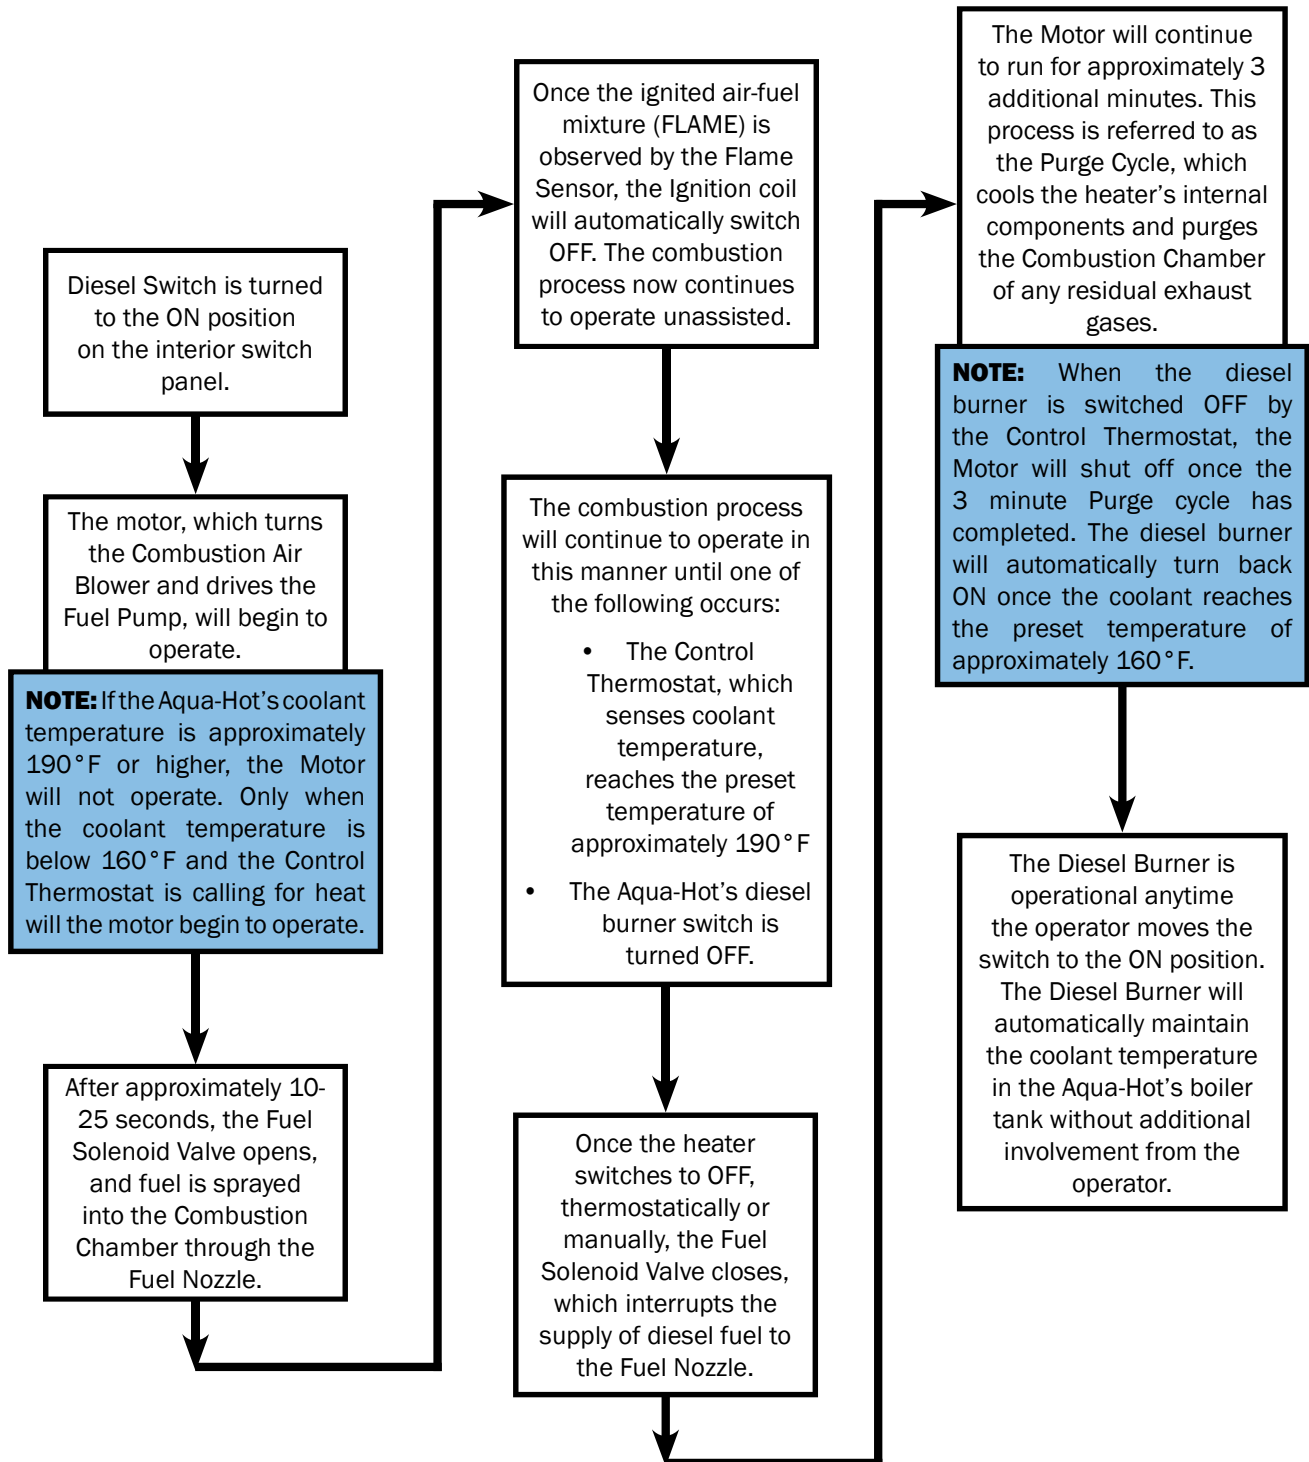 Diesel Switch is turned
to the ON position
on the interior switch
panel.
The motor, which turns
the Combustion Air
Blower and drives the
Fuel Pump, will begin to
operate.
NOTE: If the Aqua-Hot's coolant
temperature is approximately
190°F or higher, the Motor
will not operate. Only when
the coolant temperature is
below 160°F and the Control
Thermostat is calling for heat
will the motor begin to operate.
After approximately 10-
25 seconds, the Fuel
Solenoid Valve opens,
and fuel is sprayed
into the Combustion
Chamber through the
Fuel Nozzle.
Once the ignited air-fuel
mixture (FLAME) is
observed by the Flame
Sensor, the Ignition coil
will automatically switch
OFF. The combustion
process now continues
to operate unassisted.
The combustion process
will continue to operate in
this manner until one of
the following occurs:
• The Control
Thermostat, which
senses coolant
temperature,
reaches the preset
temperature of
approximately 190°F
• The Aqua-Hot's diesel
burner switch is
turned OFF.
Once the heater
switches to OFF,
thermostatically or
manually, the Fuel
Solenoid Valve closes,
which interrupts the
supply of diesel fuel to
the Fuel Nozzle.
The Motor will continue
to run for approximately 3
additional minutes. This
process is referred to as
the Purge Cycle, which
cools the heater's internal
components and purges
the Combustion Chamber
of any residual exhaust
gases.
NOTE: When the diesel
burner is switched OFF by
the Control Thermostat, the
Motor will shut off once the
3 minute Purge cycle has
completed. The diesel burner
will automatically turn back
ON once the coolant reaches
the preset temperature of
approximately 160°F.
The Diesel Burner is
operational anytime
the operator moves the
switch to the ON position.
The Diesel Burner will
automatically maintain
the coolant temperature
in the Aqua-Hot's boiler
tank without additional
involvement from the
operator.